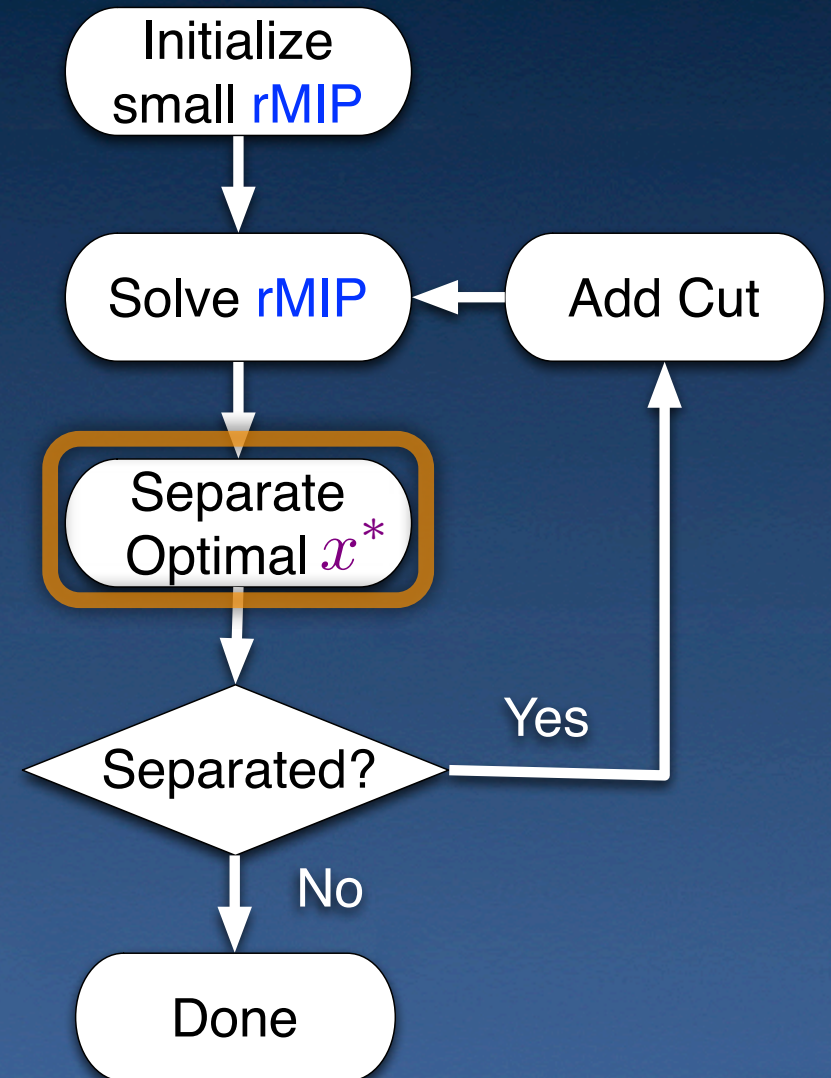 Initialize
small rMIP
Solve rMIP
Add Cut
Separate
Optimal x*
Separated?
Yes
No
Done